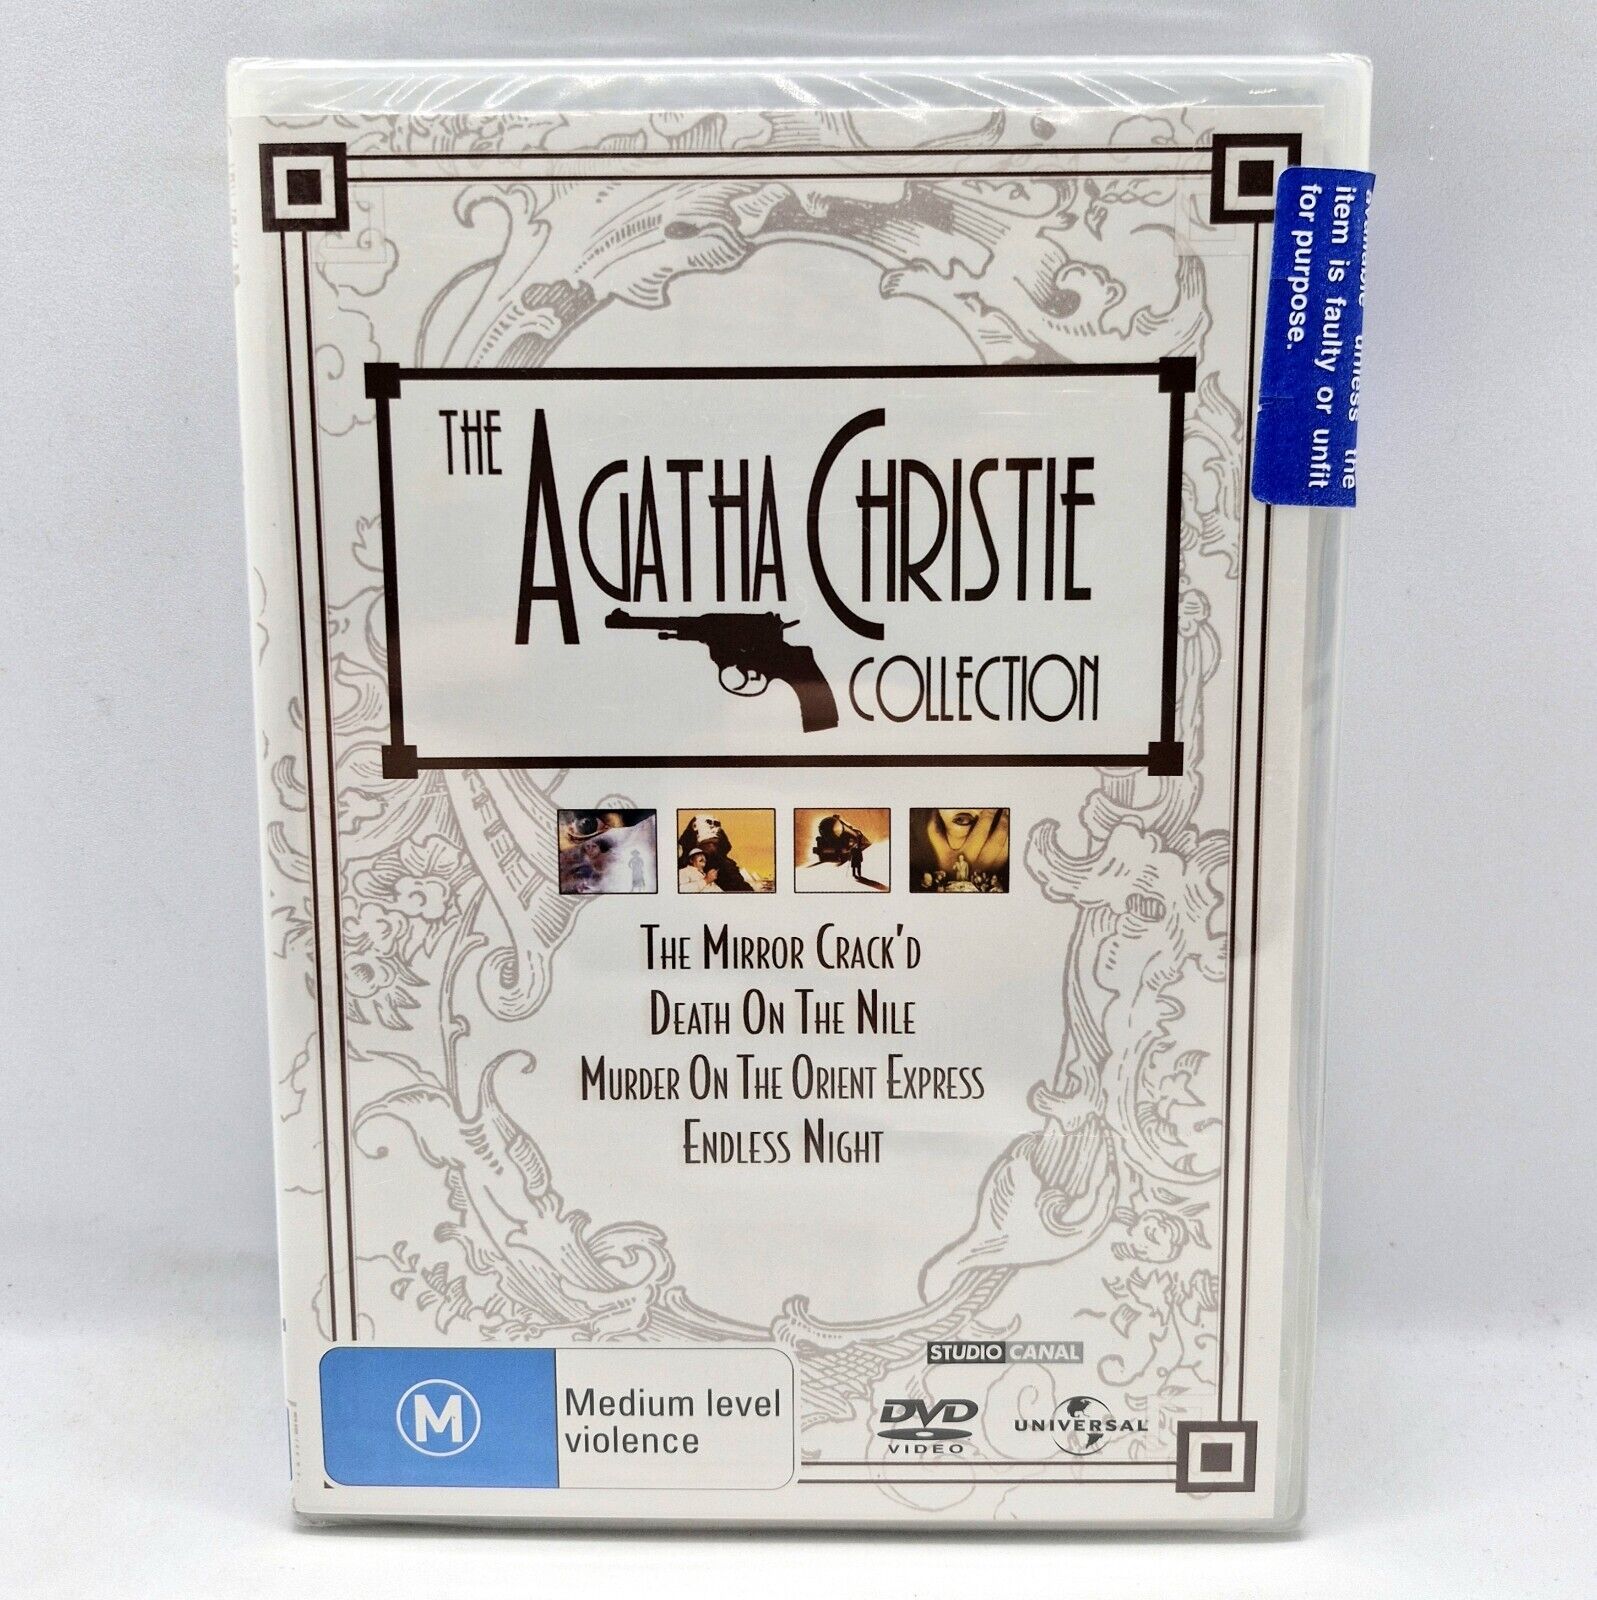 THE AGATHA CHRISTIE
COLLECTION
THE MIRROR CRACK'D
DEATH ON THE NILE
MURDER ON THE ORIENT EXPRESS
ENDLESS NIGHT
the
item is faulty or unfit
for purpose.
M
Medium level
violence
STUDIO CANAL
DVD
VIDEO
UNIVERSAL